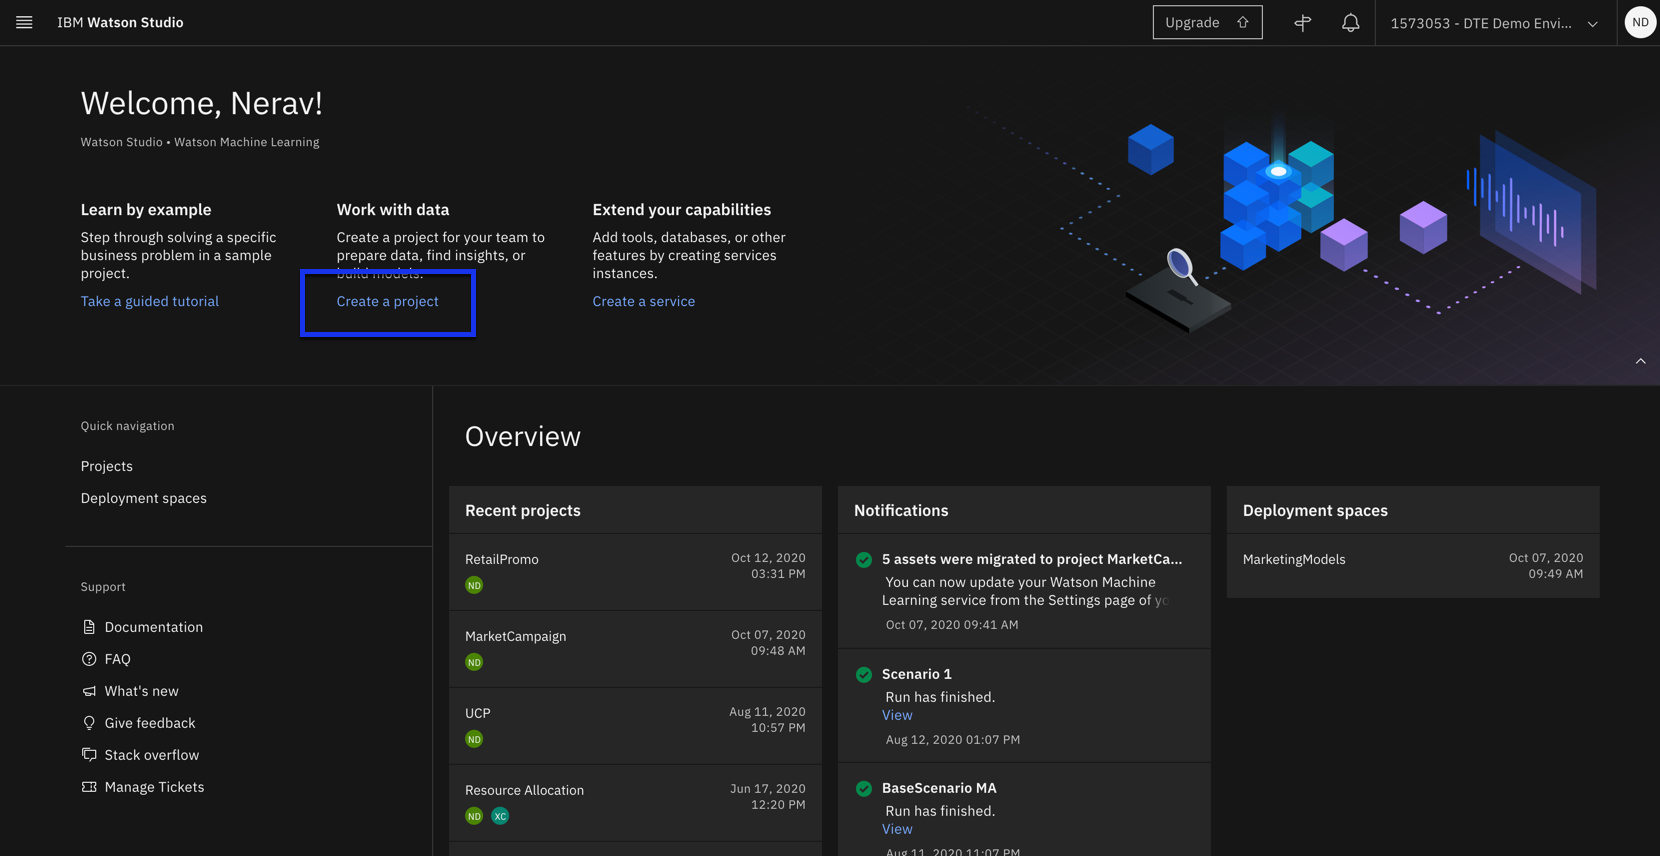 IBM Watson Studio
Upgrade
1573053 - DTE Demo Envi...
ND
Welcome, Nerav!
Watson Studio • Watson Machine Learning
Learn by example
Step through solving a specific
business problem in a sample
project.
Take a guided tutorial
Work with data
Create a project for your team to
prepare data, find insights, or
build models.
Create a project
Extend your capabilities
Add tools, databases, or other
features by creating services
instances.
Create a service
Quick navigation
Projects
Deployment spaces
Support
Documentation
FAQ
What's new
Give feedback
Stack overflow
Manage Tickets
Overview
Recent projects
RetailPromo
Oct 12, 2020
03:31 PM
ND
MarketCampaign
Oct 07, 2020
09:48 AM
ND
UCP
Aug 11, 2020
10:57 PM
ND
Resource Allocation
Jun 17, 2020
12:20 PM
ND XC
Notifications
5 assets were migrated to project MarketCa...
You can now update your Watson Machine
Learning service from the Settings page of yo
Oct 07, 2020 09:41 AM
Scenario 1
Run has finished.
View
Aug 12, 2020 01:07 PM
BaseScenario MA
Run has finished.
View
Aug 11, 2020 11:07 PM
Deployment spaces
MarketingModels
Oct 07, 2020
09:49 AM